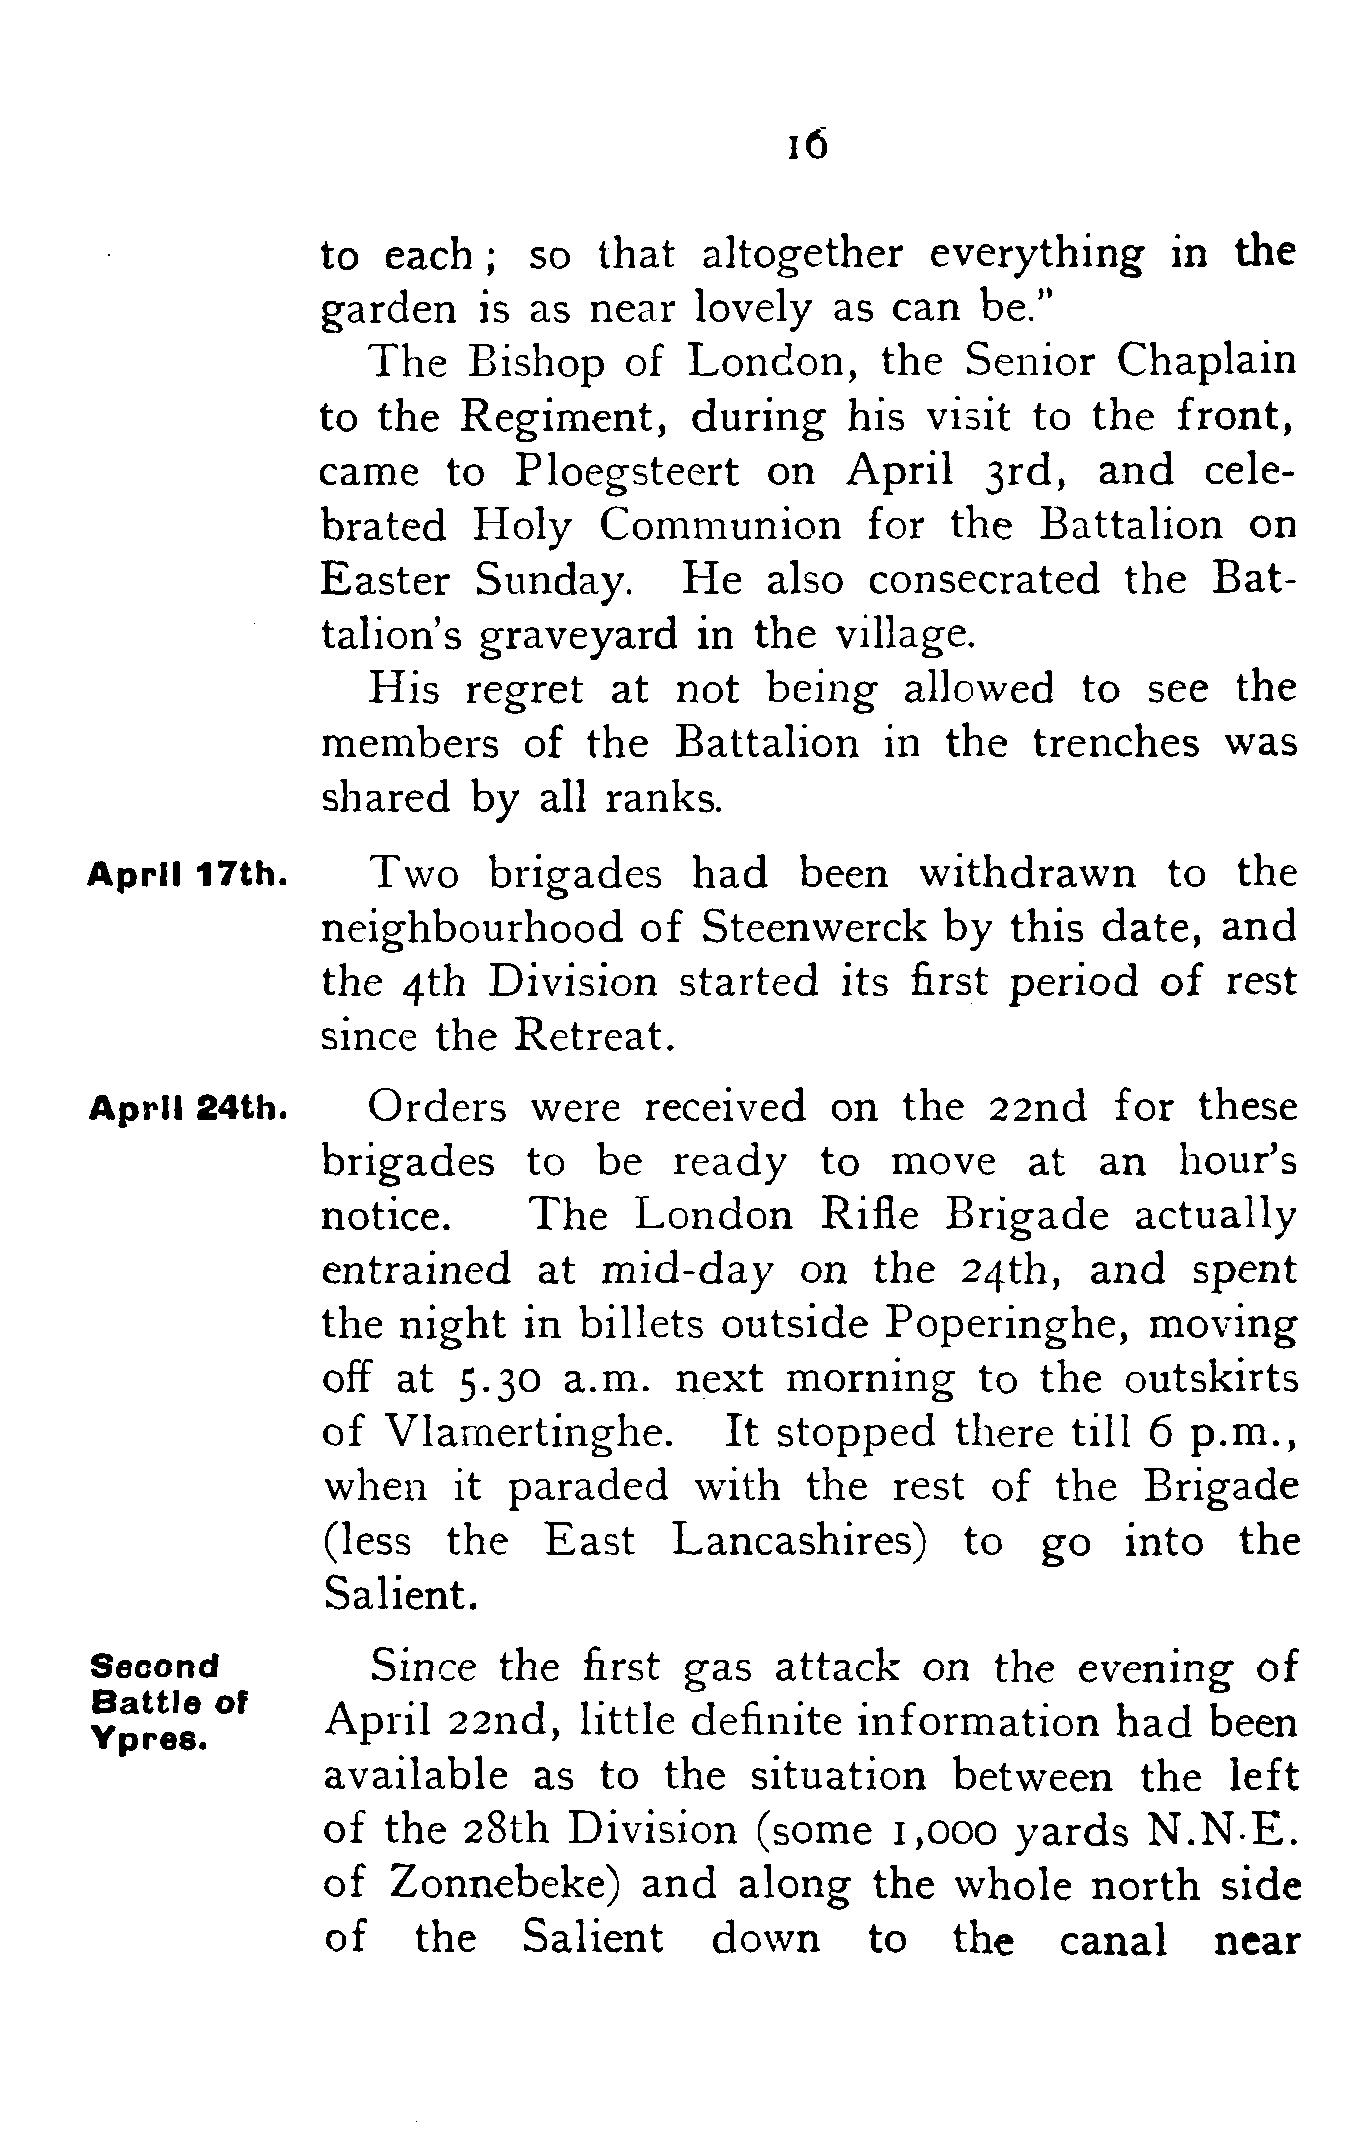 16
to each ; so that altogether everything in the
garden is as near lovely as can be."
The Bishop of London, the Senior Chaplain
to the Regiment, during his visit to the front,
came to Ploegsteert on April 3rd, and cele-
brated Holy Communion for the Battalion on
Easter Sunday. He also consecrated the Bat-
talion's graveyard in the village.
His regret at not being allowed to see the
members of the Battalion in the trenches was
shared by all ranks.
April 17th. Two brigades had been withdrawn to the
neighbourhood of Steenwerck by this date, and
the 4th Division started its first period of rest
since the Retreat.
April 24th. Orders were received on the 22nd for these
brigades to be ready to move at an hour's
notice. The London Rifle Brigade actually
entrained at mid-day on the 24th, and spent
the night in billets outside Poperinghe, moving
off at 5.30 a.m. next morning to the outskirts
of Vlamertinghe. It stopped there till 6 p.m.,
when it paraded with the rest of the Brigade
(less the East Lancashires) to go into the
Salient.
Second
Battle of
Ypres.
Since the first gas attack on the evening of
April 22nd, little definite information had been
available as to the situation between the left
of the 28th Division (some 1,000 yards N.N.E.
of Zonnebeke) and along the whole north side
of the Salient down to the canal near